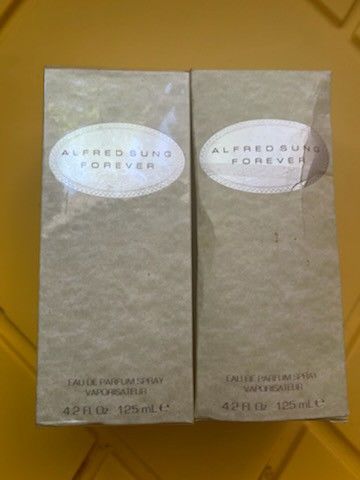 ALFRED SUNG
FOREVER
EAU DE PARFUM SPRAY
VAPORISATEUR
4.2 Fl. Oz 125 mL ℮
ALFRED SUNG
FOREVER
EAU DE PARFUM SPRAY
VAPORISATEUR
4.2 Fl. Oz 125 mL ℮